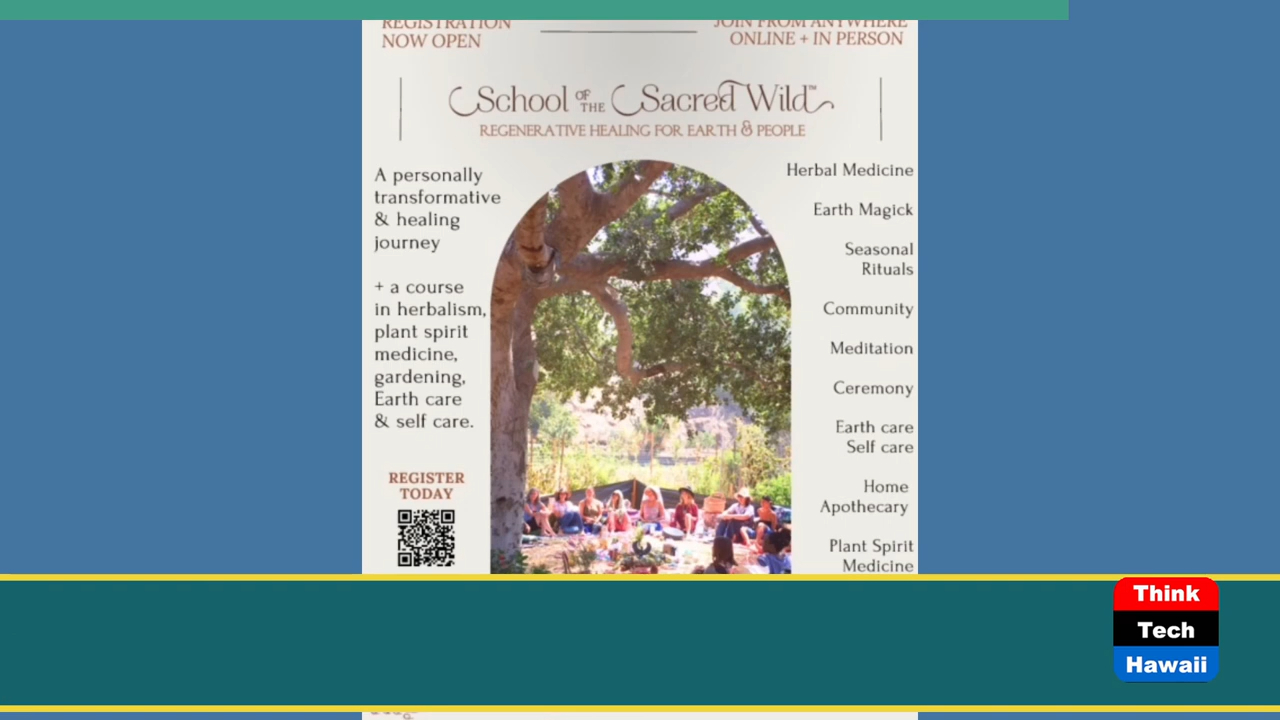 REGISTRATION
NOW OPEN
JOIN FROM ANYWHERE
ONLINE + IN PERSON
School OF THE Sacred Wild™
REGENERATIVE HEALING FOR EARTH & PEOPLE
A personally
transformative
& healing
journey
+ a course
in herbalism,
plant spirit
medicine,
gardening,
Earth care
& self care.
REGISTER
TODAY
Herbal Medicine
Earth Magick
Seasonal
Rituals
Community
Meditation
Ceremony
Earth care
Self care
Home
Apothecary
Plant Spirit
Medicine
Think
Tech
Hawaii